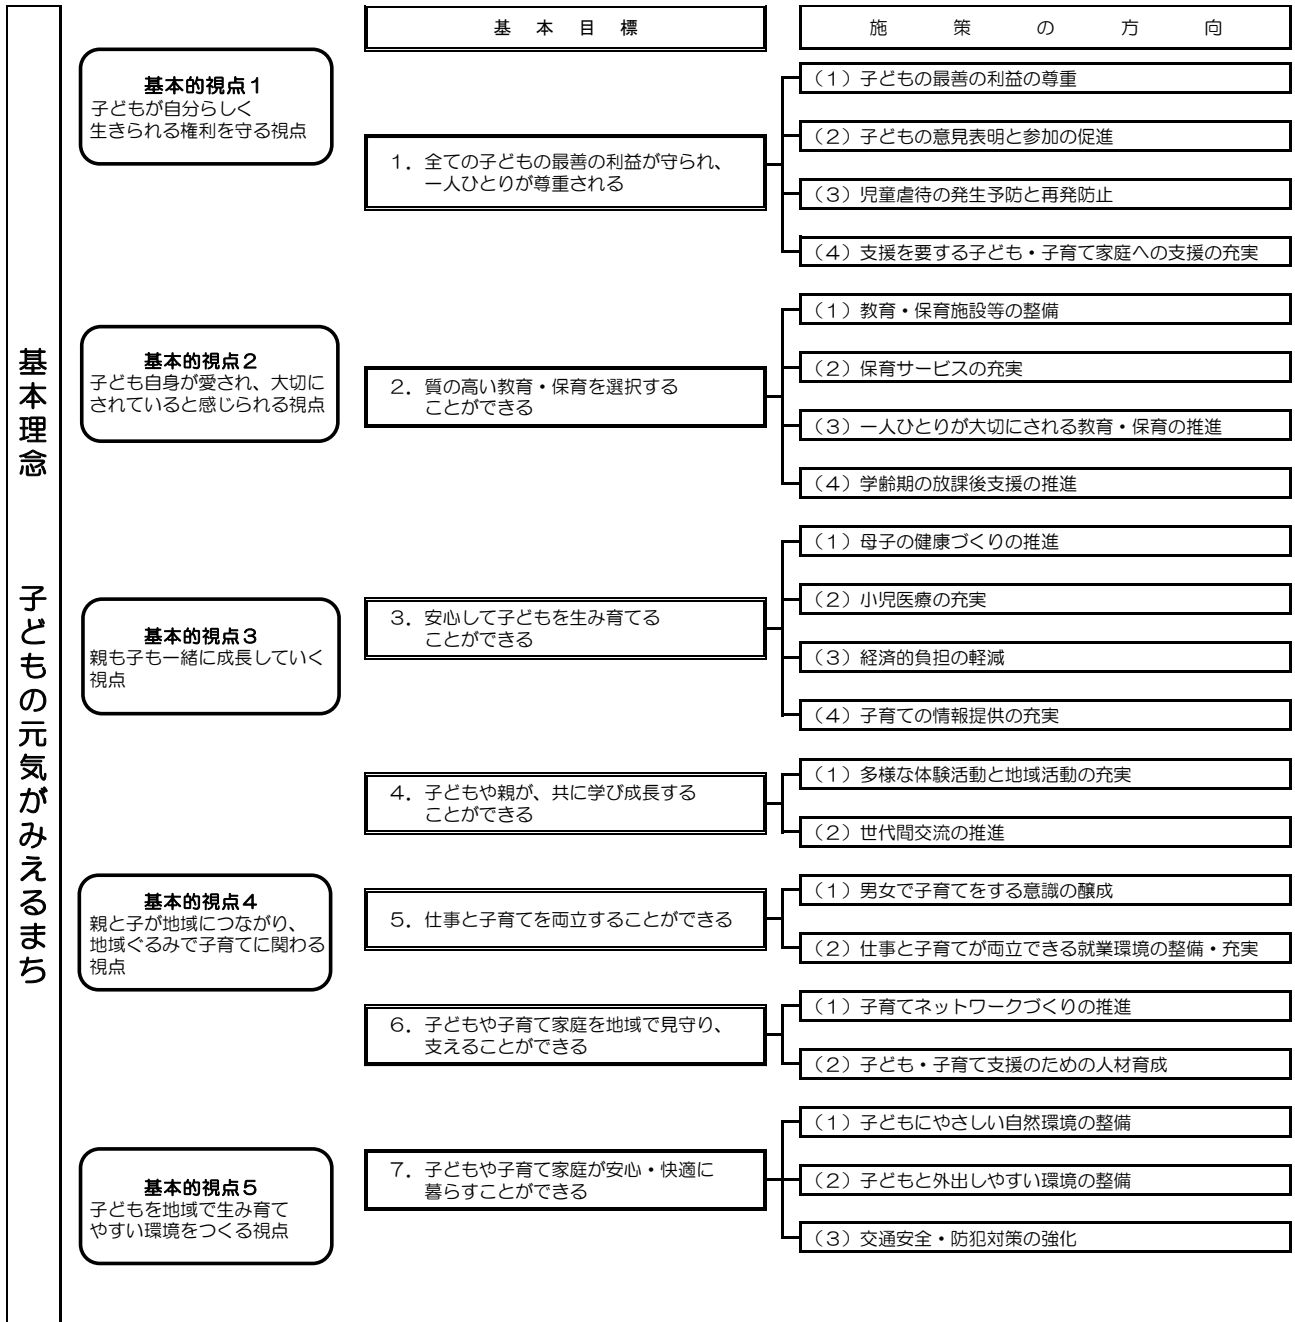 基本理念　子どもの元気がみえるまち
基本的視点１
子どもが自分らしく
生きられる権利を守る視点
基本的視点２
子ども自身が愛され、大切に
されていると感じられる視点
基本的視点３
親も子も一緒に成長していく
視点
基本的視点４
親と子が地域につながり、
地域ぐるみで子育てに関わる
視点
基本的視点５
子どもを地域で生み育て
やすい環境をつくる視点
基本目標
施策の方向
１．全ての子どもの最善の利益が守られ、
一人ひとりが尊重される
（１）子どもの最善の利益の尊重
（２）子どもの意見表明と参加の促進
（３）児童虐待の発生予防と再発防止
（４）支援を要する子ども・子育て家庭への支援の充実
２．質の高い教育・保育を選択する
ことができる
（１）教育・保育施設等の整備
（２）保育サービスの充実
（３）一人ひとりが大切にされる教育・保育の推進
（４）学齢期の放課後支援の推進
３．安心して子どもを生み育てる
ことができる
（１）母子の健康づくりの推進
（２）小児医療の充実
（３）経済的負担の軽減
（４）子育ての情報提供の充実
４．子どもや親が、共に学び成長する
ことができる
（１）多様な体験活動と地域活動の充実
（２）世代間交流の推進
５．仕事と子育てを両立することができる
（１）男女で子育てをする意識の醸成
（２）仕事と子育てが両立できる就業環境の整備・充実
６．子どもや子育て家庭を地域で見守り、
支えることができる
（１）子育てネットワークづくりの推進
（２）子ども・子育て支援のための人材育成
７．子どもや子育て家庭が安心・快適に
暮らすことができる
（１）子どもにやさしい自然環境の整備
（２）子どもと外出しやすい環境の整備
（３）交通安全・防犯対策の強化